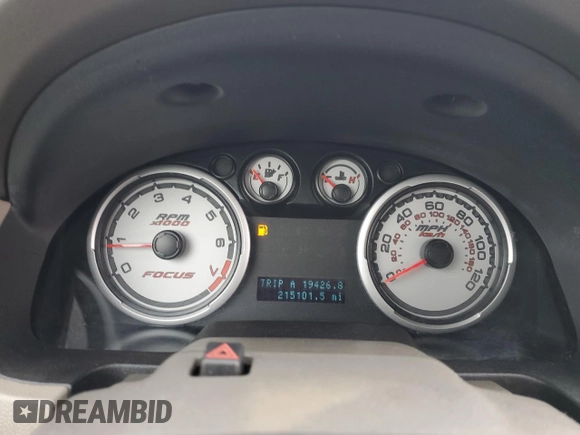 E F
C H
0 1 2 3 4 5 6 7
RPM
x1000
FOCUS
TRIP A 19426.8
215101.5 mi
0 20 40 60 80 100 120
MPH
km/h
DREAMBID